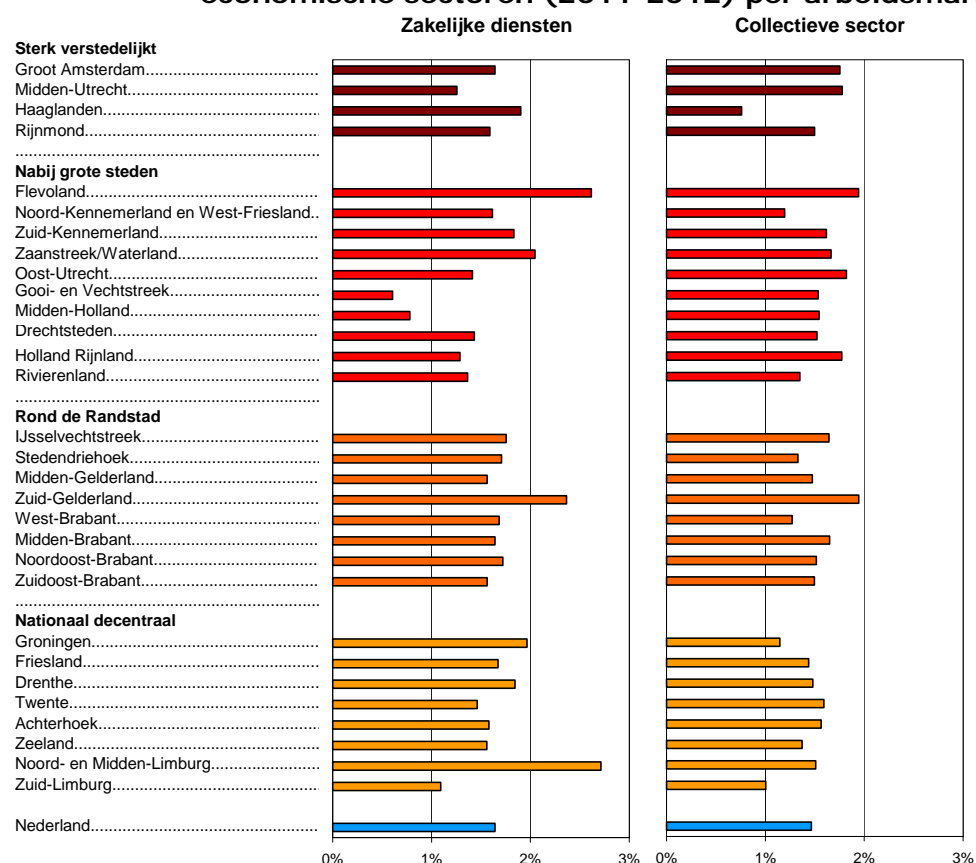 economische sectoren (2011-2012) per arbeidsmar
Zakelijke diensten
Collectieve sector
Sterk verstedelijkt
Groot Amsterdam
Midden-Utrecht
Haaglanden
Rijnmond
Nabij grote steden
Flevoland
Noord-Kennemerland en West-Friesland
Zuid-Kennemerland
Zaanstreek/Waterland
Oost-Utrecht
Gooi- en Vechtstreek
Midden-Holland
Drechtsteden
Holland Rijnland
Rivierenland
Rond de Randstad
IJsselvechtstreek
Stedendriehoek
Midden-Gelderland
Zuid-Gelderland
West-Brabant
Midden-Brabant
Noordoost-Brabant
Zuidoost-Brabant
Nationaal decentraal
Groningen
Friesland
Drenthe
Twente
Achterhoek
Zeeland
Noord- en Midden-Limburg
Zuid-Limburg
Nederland
0% 1% 2% 3%
0% 1% 2% 3%